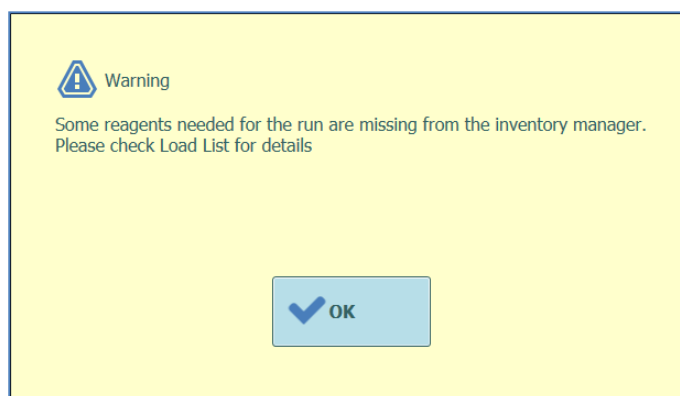 Warning
Some reagents needed for the run are missing from the inventory manager.
Please check Load List for details
OK